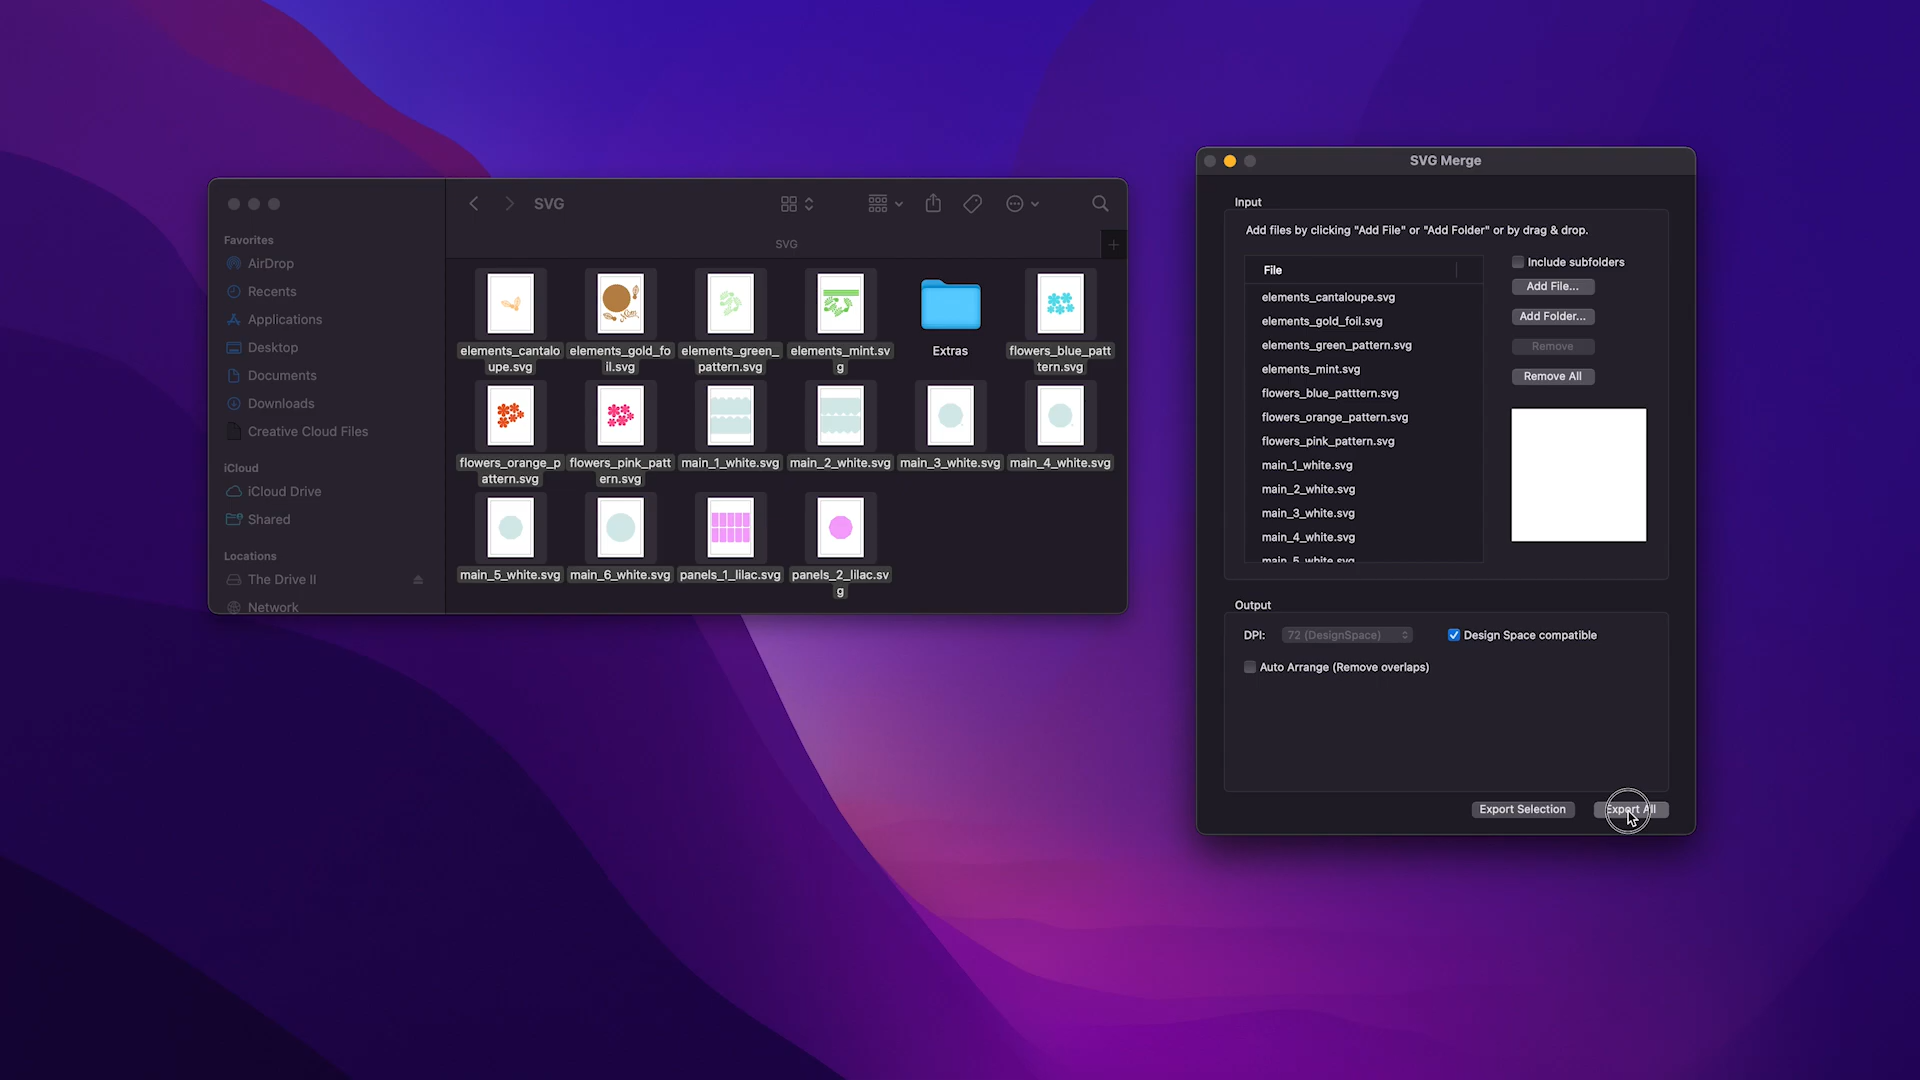 SVG
SVG
Favorites
AirDrop
Recents
Applications
Desktop
Documents
Downloads
Creative Cloud Files
iCloud
iCloud Drive
Shared
Locations
The Drive II
Network
elements_cantalo
upe.svg
elements_gold_fo
il.svg
elements_green_
pattern.svg
elements_mint.sv
g
Extras
flowers_blue_patt
tern.svg
flowers_orange_p
attern.svg
flowers_pink_patt
ern.svg
main_1_white.svg
main_2_white.svg
main_3_white.svg
main_4_white.svg
main_5_white.svg
main_6_white.svg
panels_1_lilac.svg
panels_2_lilac.sv
g
SVG Merge
Input
Add files by clicking "Add File" or "Add Folder" or by drag & drop.
File
elements_cantaloupe.svg
elements_gold_foil.svg
elements_green_pattern.svg
elements_mint.svg
flowers_blue_patttern.svg
flowers_orange_pattern.svg
flowers_pink_pattern.svg
main_1_white.svg
main_2_white.svg
main_3_white.svg
main_4_white.svg
main_5_white.svg
Include subfolders
Add File...
Add Folder...
Remove
Remove All
Output
DPI:
72 (DesignSpace)
Design Space compatible
Auto Arrange (Remove overlaps)
Export Selection
Export All